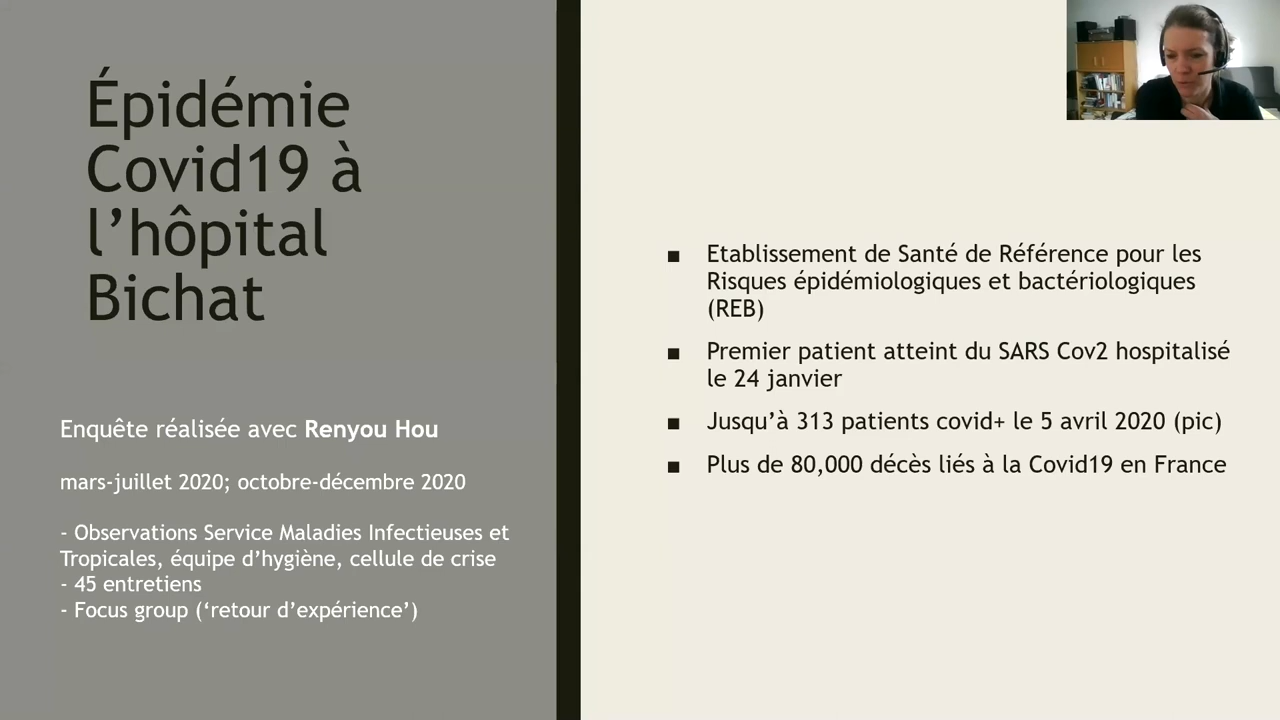 Épidémie
Covid19 à
l’hôpital
Bichat
Enquête réalisée avec Renyou Hou
mars-juillet 2020; octobre-décembre 2020
- Observations Service Maladies Infectieuses et
Tropicales, équipe d’hygiène, cellule de crise
- 45 entretiens
- Focus group (‘retour d’expérience’)
■ Etablissement de Santé de Référence pour les
Risques épidémiologiques et bactériologiques
(REB)
■ Premier patient atteint du SARS Cov2 hospitalisé
le 24 janvier
■ Jusqu’à 313 patients covid+ le 5 avril 2020 (pic)
■ Plus de 80,000 décès liés à la Covid19 en France